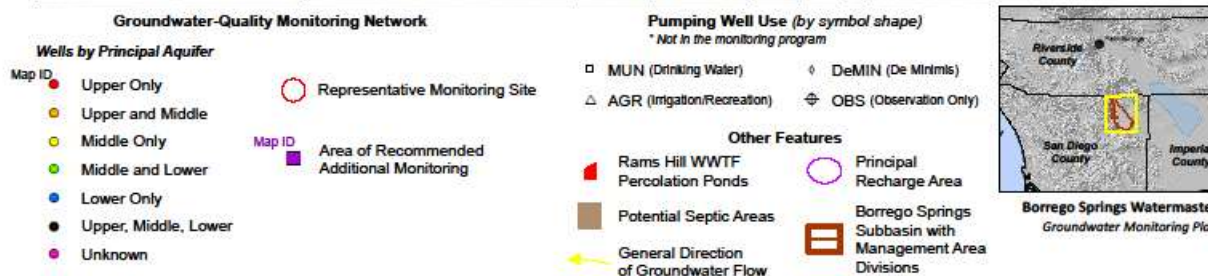 Groundwater-Quality Monitoring Network
Wells by Principal Aquifer
Map ID
Upper Only
Upper and Middle
Middle Only
Middle and Lower
Lower Only
Upper, Middle, Lower
Unknown
Representative Monitoring Site
Map ID
Area of Recommended
Additional Monitoring
Pumping Well Use (by symbol shape)
* Not in the monitoring program
MUN (Drinking Water)
DeMIN (De Minimis)
AGR (Irrigation/Recreation)
OBS (Observation Only)
Other Features
Rams Hill WWTF
Percolation Ponds
Principal
Recharge Area
Potential Septic Areas
Borrego Springs
Subbasin with
Management Area
Divisions
General Direction
of Groundwater Flow
Riverside
County
San Diego
County
Imperia
County
Borrego Springs Watermaste
Groundwater Monitoring Pla